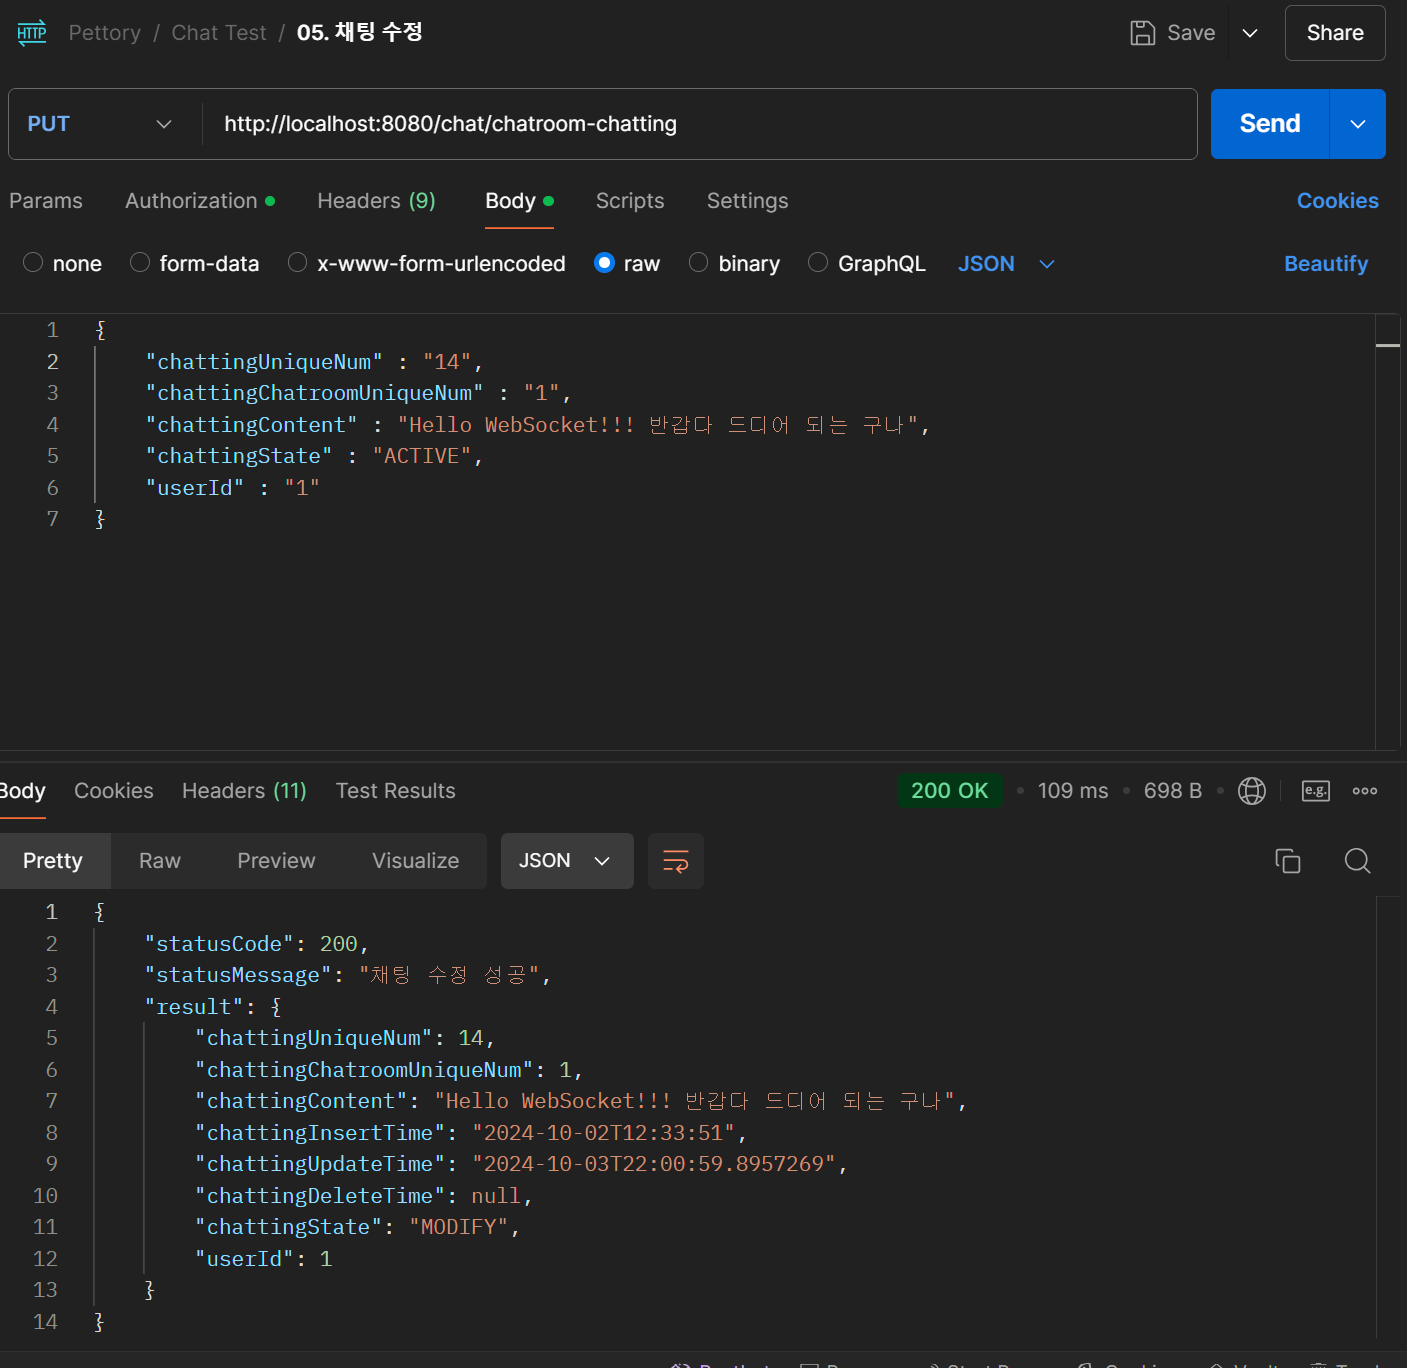 HTTP Pettory / Chat Test / 05. 채팅 수정 Save Share
PUT http://localhost:8080/chat/chatroom-chatting Send
Params Authorization Headers (9) Body Scripts Settings Cookies
none form-data x-www-form-urlencoded raw binary GraphQL JSON Beautify
1 {
2 "chattingUniqueNum" : "14",
3 "chattingChatroomUniqueNum" : "1",
4 "chattingContent" : "Hello WebSocket!!! 반갑다 드디어 되는 구나",
5 "chattingState" : "ACTIVE",
6 "userId" : "1"
7 }
Body Cookies Headers (11) Test Results 200 OK • 109 ms • 698 B • e.g.
Pretty Raw Preview Visualize JSON
1 {
2 "statusCode": 200,
3 "statusMessage": "채팅 수정 성공",
4 "result": {
5 "chattingUniqueNum": 14,
6 "chattingChatroomUniqueNum": 1,
7 "chattingContent": "Hello WebSocket!!! 반갑다 드디어 되는 구나",
8 "chattingInsertTime": "2024-10-02T12:33:51",
9 "chattingUpdateTime": "2024-10-03T22:00:59.8957269",
10 "chattingDeleteTime": null,
11 "chattingState": "MODIFY",
12 "userId": 1
13 }
14 }